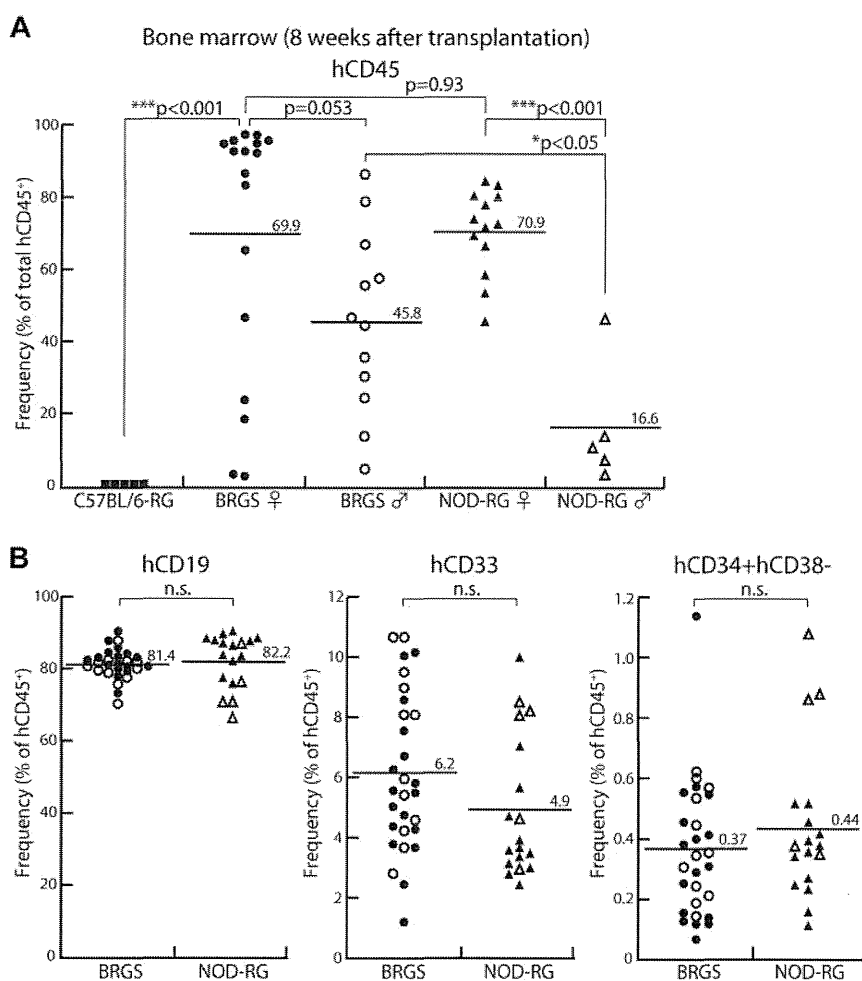 A
Bone marrow (8 weeks after transplantation)
hCD45
p=0.93
***p<0.001
p=0.053
***p<0.001
*p<0.05
Frequency (% of total hCD45+)
100
80
60
40
20
0
69.9
45.8
70.9
16.6
C57BL/6-RG
BRGS ♀
BRGS ♂
NOD-RG ♀
NOD-RG ♂
B
hCD19
n.s.
Frequency (% of hCD45+)
100
80
60
40
20
0
81.4
82.2
BRGS
NOD-RG
hCD33
n.s.
Frequency (% of hCD45+)
12
10
8
6
4
2
0
6.2
4.9
BRGS
NOD-RG
hCD34+hCD38-
n.s.
Frequency (% of hCD45+)
1.2
1.0
0.8
0.6
0.4
0.2
0
0.37
0.44
BRGS
NOD-RG